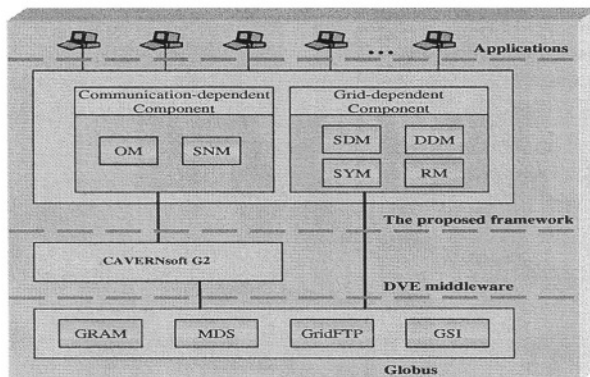 ...
Applications
Communication-dependent Component
Grid-dependent Component
OM
SNM
SDM
DDM
SYM
RM
The proposed framework
CAVERNsoft G2
DVE middleware
GRAM
MDS
GridFTP
GSI
Globus